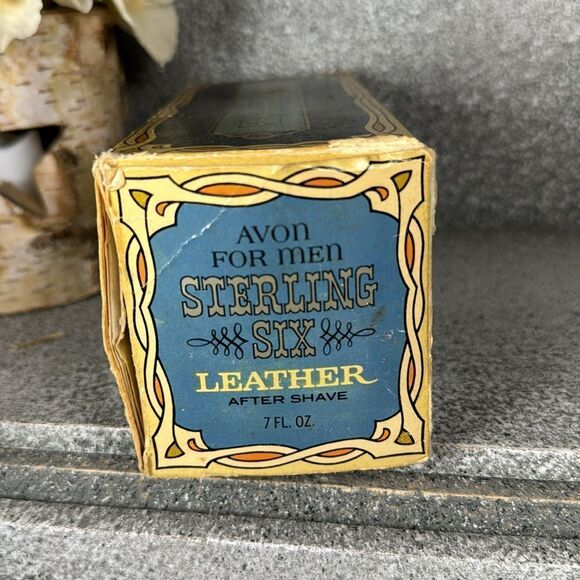 AVON
FOR MEN
STERLING
SIX
LEATHER
AFTER SHAVE
7 FL. OZ.